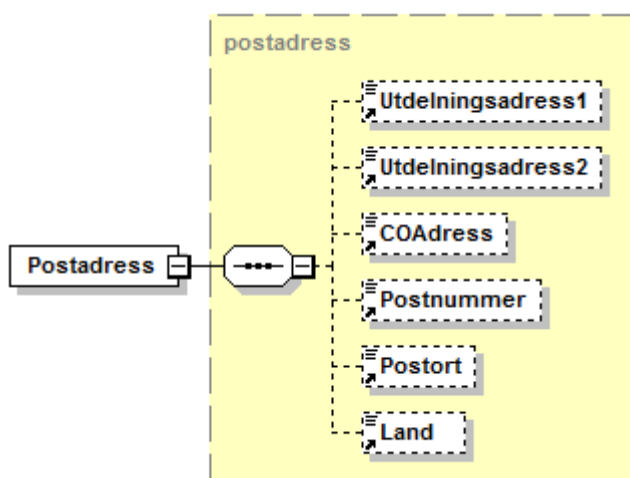 postadress
Utdelningsadress1
Utdelningsadress2
COAdress
Postadress
Postnummer
Postort
Land